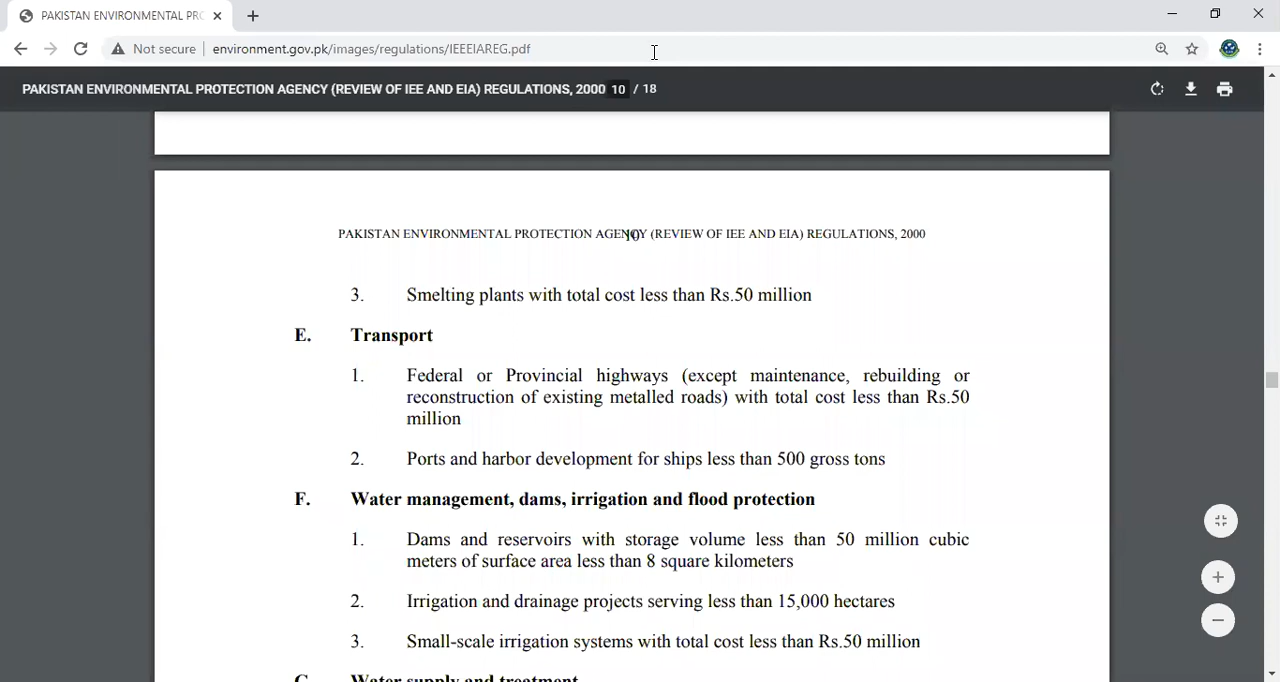 PAKISTAN ENVIRONMENTAL PRC
Not secure environment.gov.pk/images/regulations/IEEEIAREG.pdf
PAKISTAN ENVIRONMENTAL PROTECTION AGENCY (REVIEW OF IEE AND EIA) REGULATIONS, 2000 10 / 18
PAKISTAN ENVIRONMENTAL PROTECTION AGENCY (REVIEW OF IEE AND EIA) REGULATIONS, 2000
10
3. Smelting plants with total cost less than Rs.50 million
E. Transport
1. Federal or Provincial highways (except maintenance, rebuilding or
reconstruction of existing metalled roads) with total cost less than Rs.50
million
2. Ports and harbor development for ships less than 500 gross tons
F. Water management, dams, irrigation and flood protection
1. Dams and reservoirs with storage volume less than 50 million cubic
meters of surface area less than 8 square kilometers
2. Irrigation and drainage projects serving less than 15,000 hectares
3. Small-scale irrigation systems with total cost less than Rs.50 million
G. Water supply and treatment